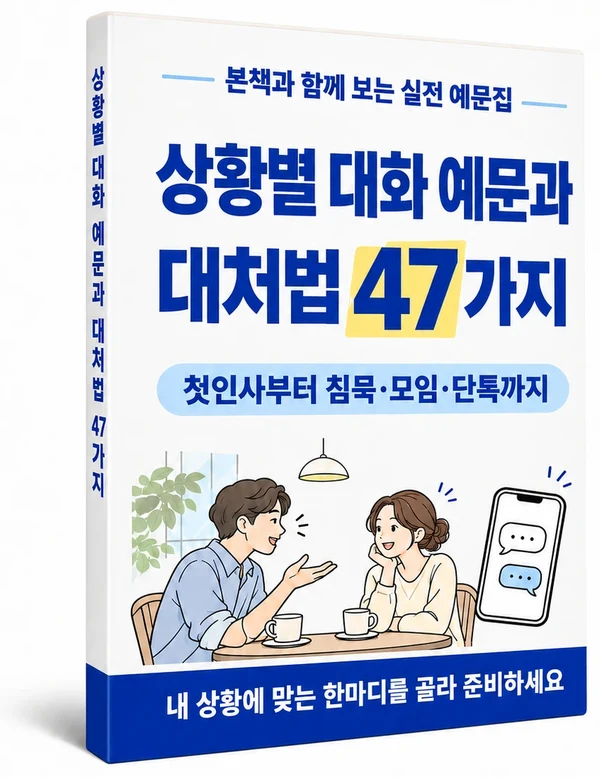 본책과 함께 보는 실전 예문집
상황별 대화 예문과
대처법 47가지
첫인사부터 침묵·모임·단톡까지
내 상황에 맞는 한마디를 골라 준비하세요
상황별 대화 예문과 대처법 47가지